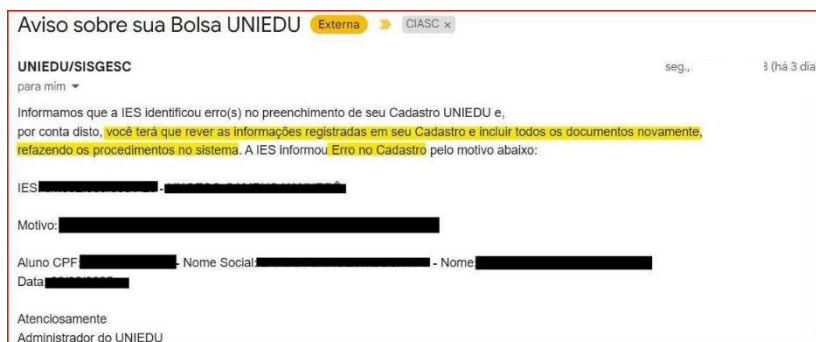 Aviso sobre sua Bolsa UNIEDU Externa CIASC x
UNIEDU/SISGESC seg., (há 3 dia
para mim
Informamos que a IES identificou erro(s) no preenchimento de seu Cadastro UNIEDU e,
por conta disto, você terá que rever as informações registradas em seu Cadastro e incluir todos os documentos novamente,
refazendo os procedimentos no sistema. A IES informou Erro no Cadastro pelo motivo abaixo:
IES
Motivo:
Aluno CPF - Nome Social - Nome:
Data
Atenciosamente
Administrador do UNIEDU